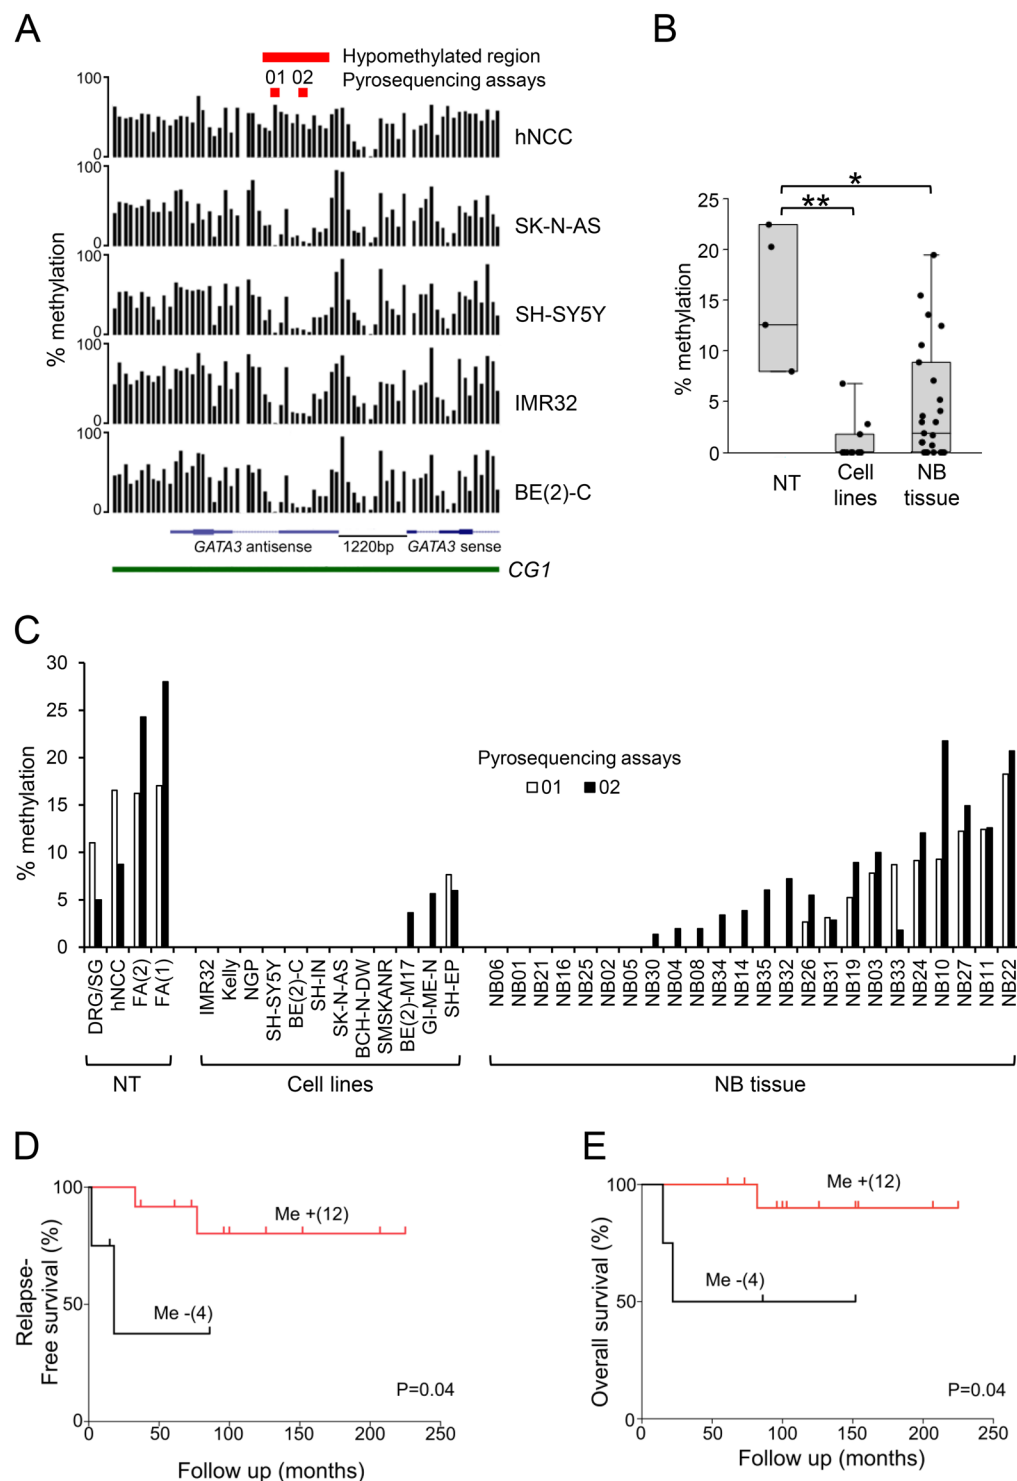 A
Hypomethylated region
01 02 Pyrosequencing assays
100
0
hNCC
100
0
SK-N-AS
100
0
SH-SY5Y
100
0
IMR32
100
0
BE(2)-C
% methylation
GATA3 antisense 1220bp GATA3 sense
CG1
B
*
**
25
20
15
10
5
0
% methylation
NT
Cell lines
NB tissue
C
30
25
20
15
10
5
0
% methylation
Pyrosequencing assays
01 02
DRG/SG
hNCC
FA(2)
FA(1)
IMR32
Kelly
NGP
SH-SY5Y
BE(2)-C
SH-IN
SK-N-AS
BCH-N-DW
SMSKANR
BE(2)-M17
GI-ME-N
SH-EP
NB06
NB01
NB21
NB16
NB25
NB02
NB05
NB30
NB04
NB08
NB34
NB14
NB35
NB32
NB26
NB31
NB19
NB03
NB33
NB24
NB10
NB27
NB11
NB22
NT
Cell lines
NB tissue
D
100
50
0
Relapse-
Free survival (%)
Me +(12)
Me -(4)
P=0.04
0 50 100 150 200 250
Follow up (months)
E
100
50
0
Overall survival (%)
Me +(12)
Me -(4)
P=0.04
0 50 100 150 200 250
Follow up (months)